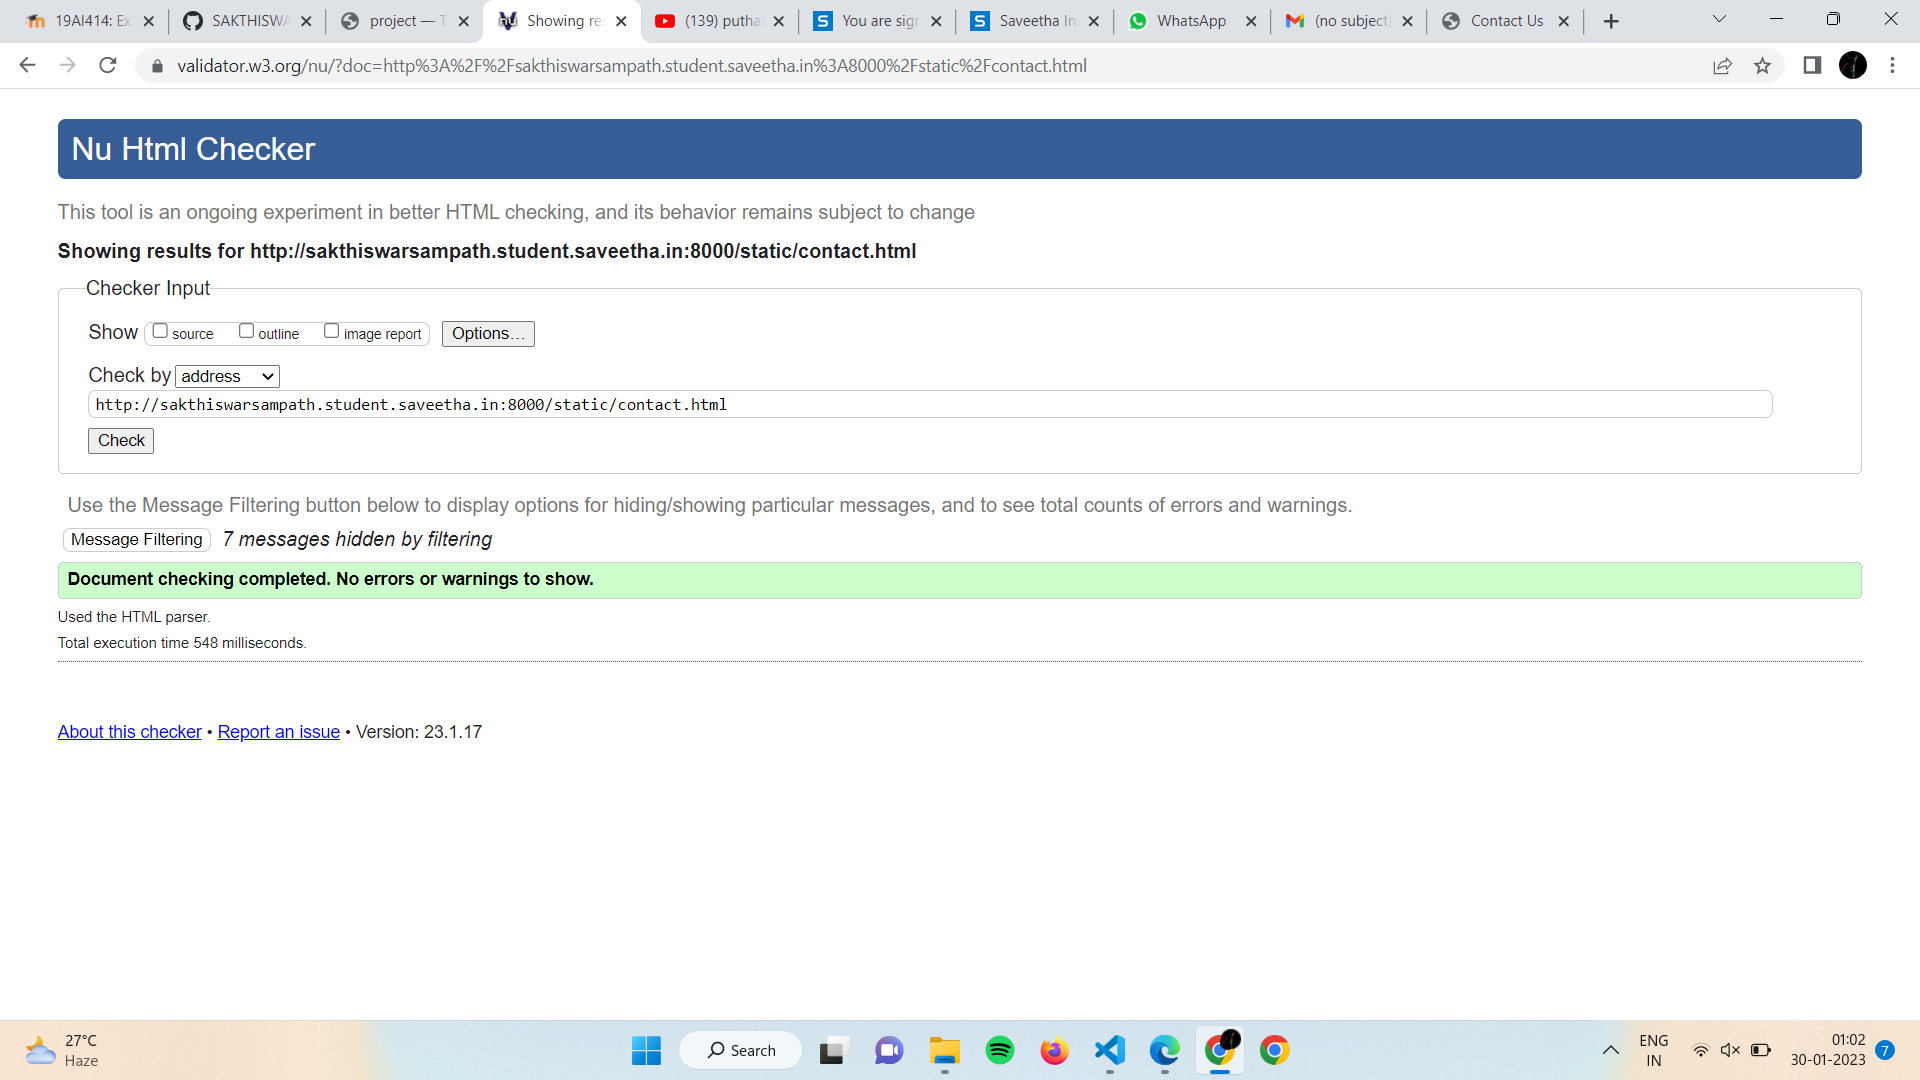 19AI414: Ex
SAKTHISWA
project — T
Showing res
(139) putha
You are sign
Saveetha In
WhatsApp
(no subject)
Contact Us
validator.w3.org/nu/?doc=http%3A%2F%2Fsakthiswarsampath.student.saveetha.in%3A8000%2Fstatic%2Fcontact.html
Nu Html Checker
This tool is an ongoing experiment in better HTML checking, and its behavior remains subject to change
Showing results for http://sakthiswarsampath.student.saveetha.in:8000/static/contact.html
Checker Input
Show source outline image report Options...
Check by address
http://sakthiswarsampath.student.saveetha.in:8000/static/contact.html
Check
Use the Message Filtering button below to display options for hiding/showing particular messages, and to see total counts of errors and warnings.
Message Filtering 7 messages hidden by filtering
Document checking completed. No errors or warnings to show.
Used the HTML parser.
Total execution time 548 milliseconds.
About this checker • Report an issue • Version: 23.1.17
27°C
Haze
Search
ENG
IN
01:02
30-01-2023
7